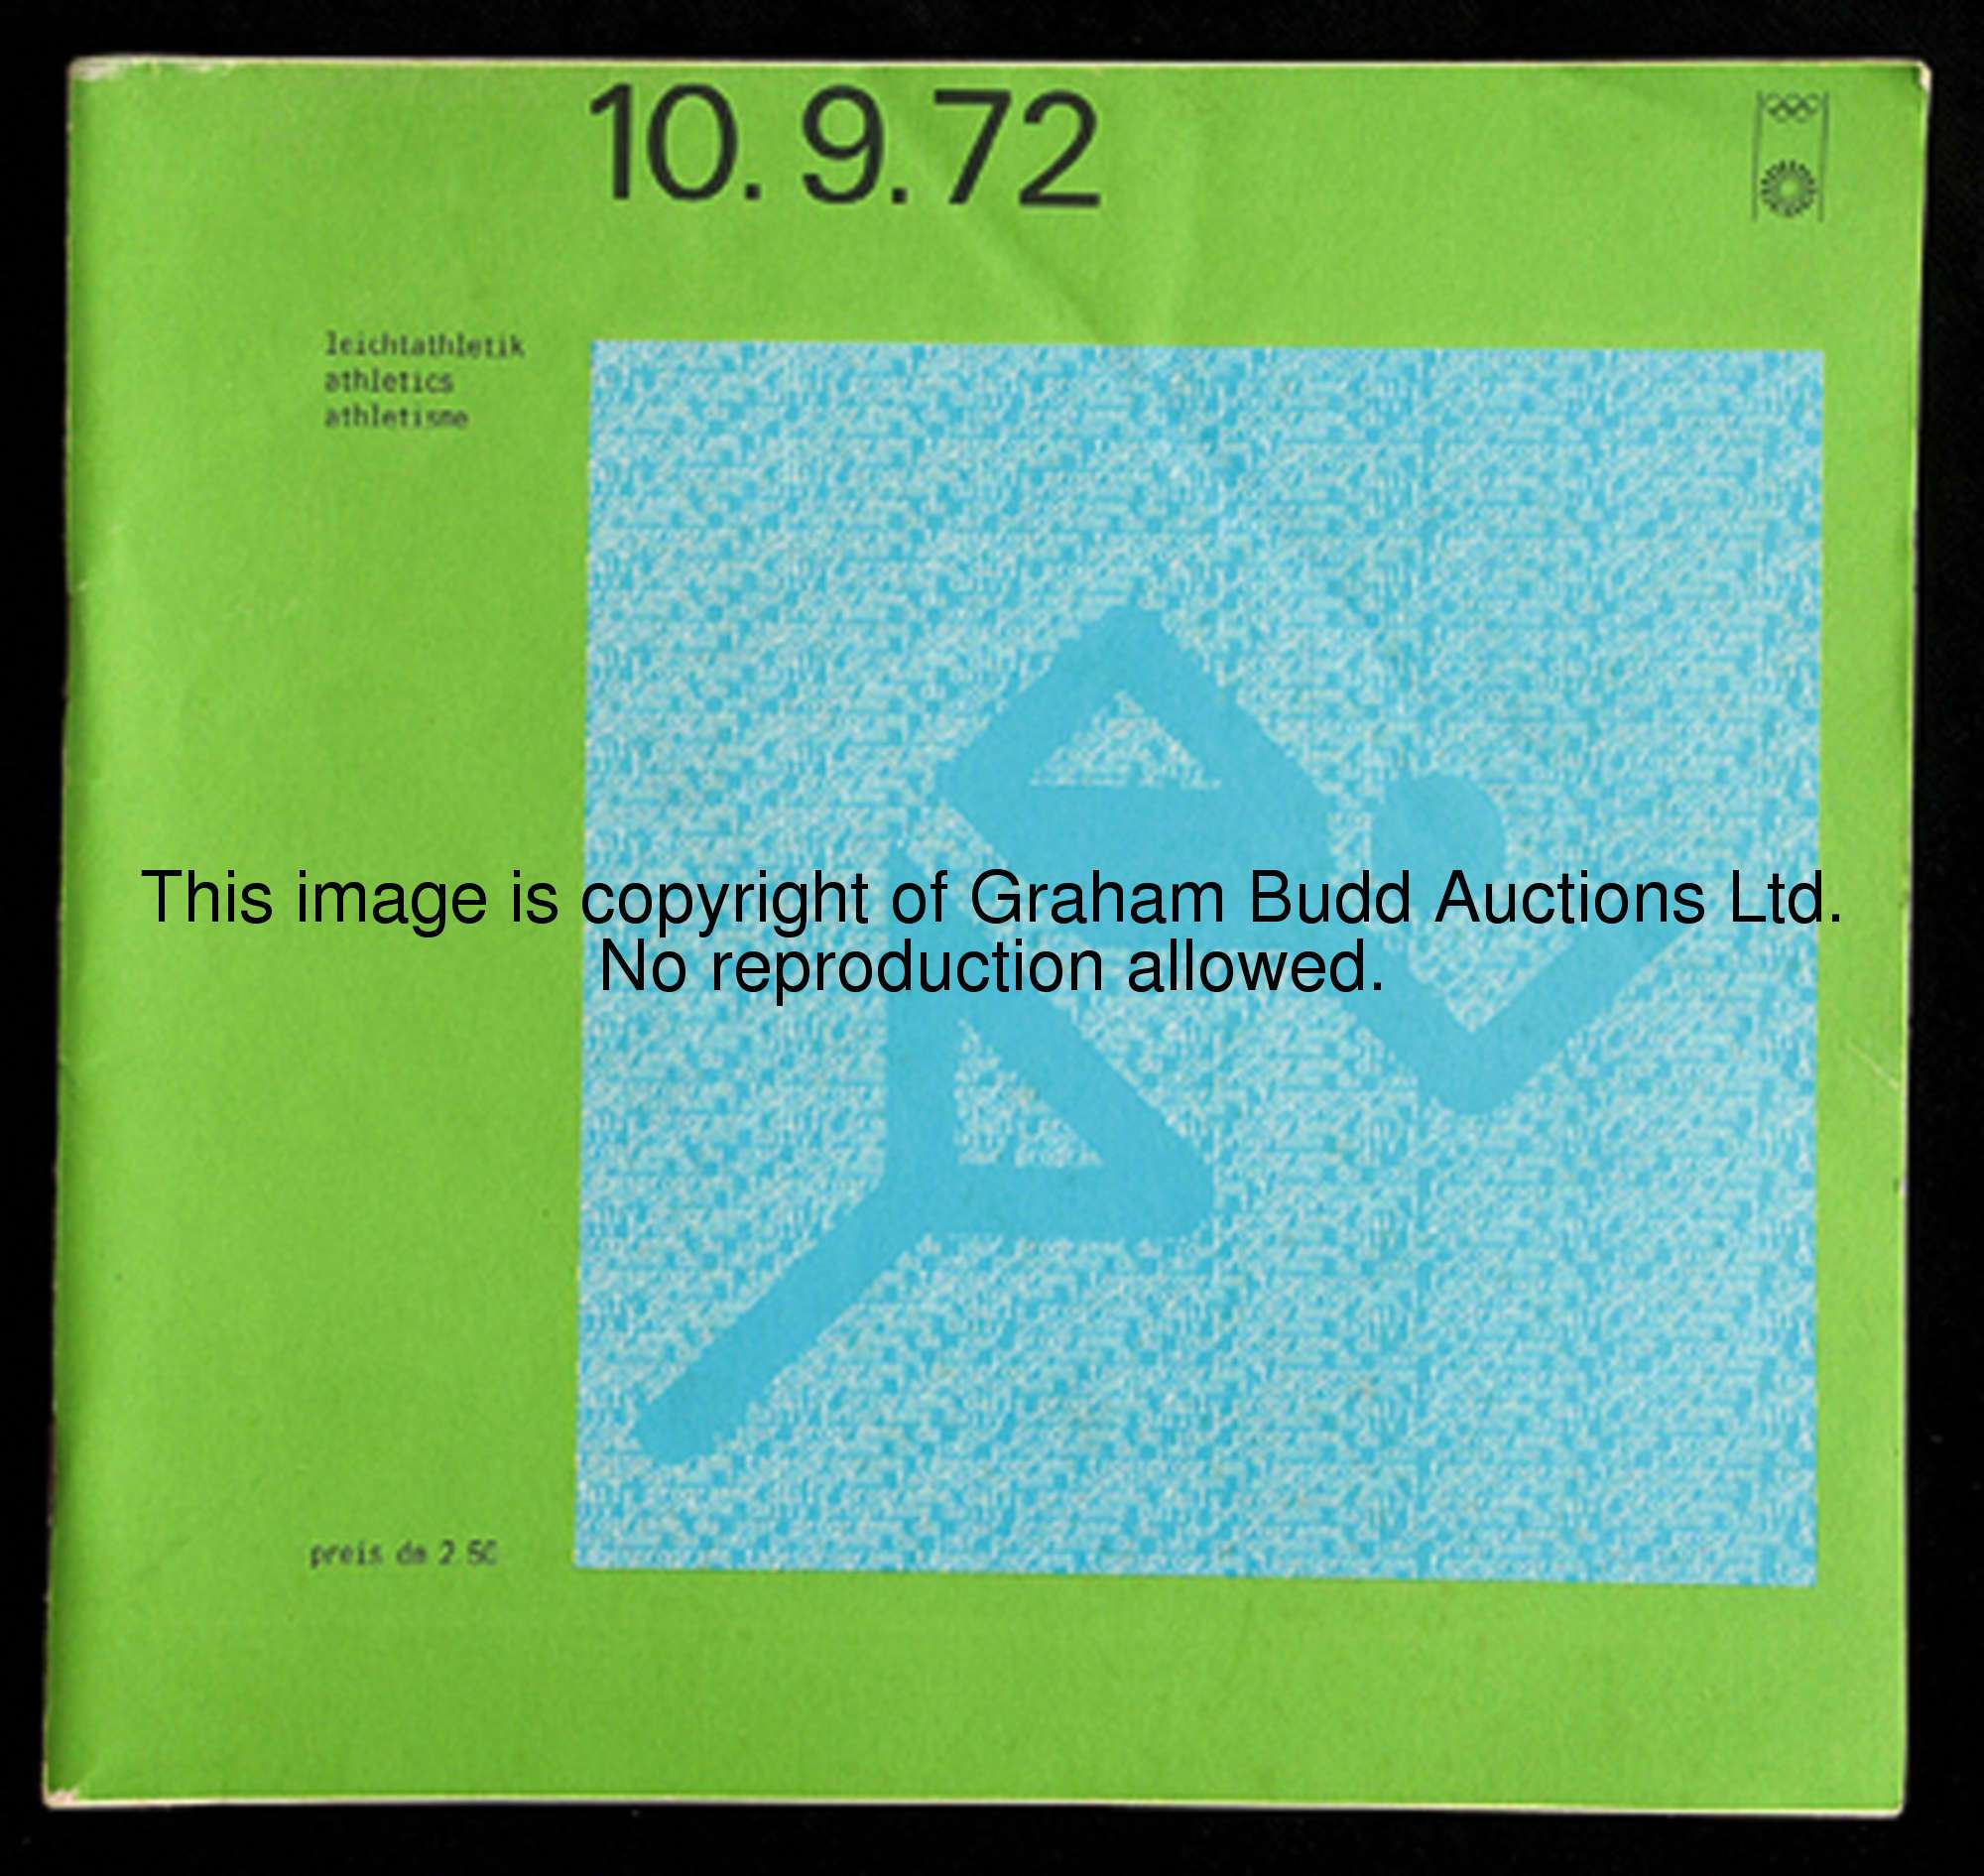 10.9.72
leichtathletik
athletics
athletisme
This image is copyright of Graham Budd Auctions Ltd.
No reproduction allowed.
preis dm 2.50